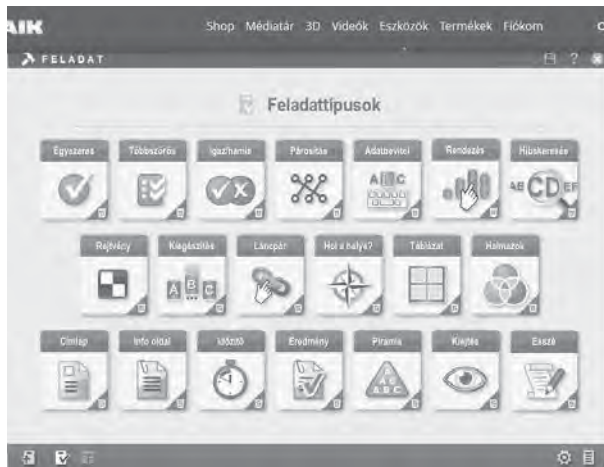 AIK
Shop Médiatár 3D Videók Eszközök Termékek Fiókom
FELADAT
Feladattípusok
Egyszeres Többszörös Igaz/hamis Párosítás Adatbevitel Rendezés Hibakeresés
A B C AB CD EF
Rejtvény Kiegészítés Láncpár Hol a helye? Táblázat Halmazok
A B C
Címlap Info oldal Időzítő Eredmény Piramis Kiejtés Esszé